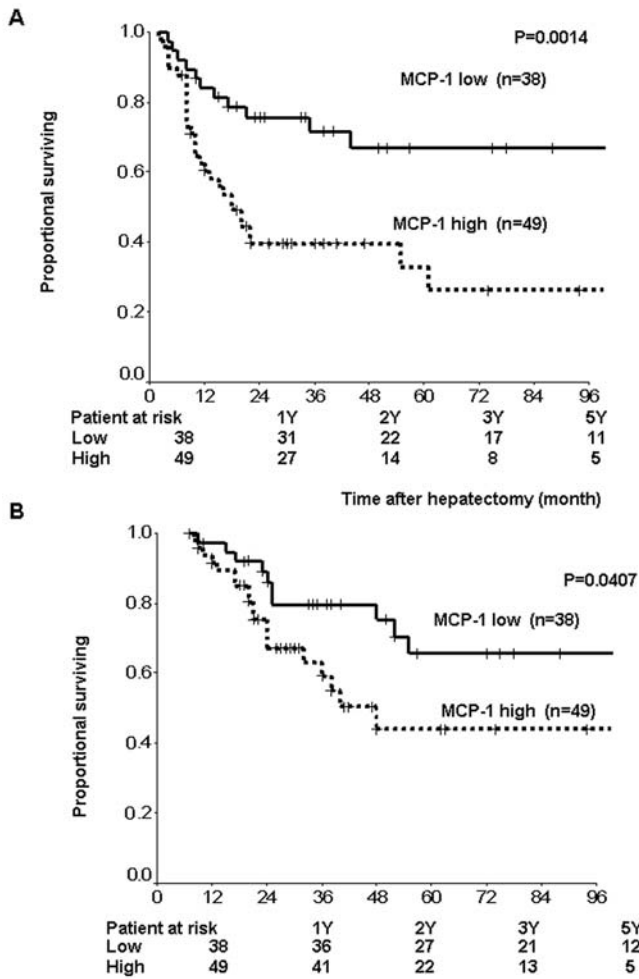 A
P=0.0014
MCP-1 low (n=38)
MCP-1 high (n=49)
Proportional surviving
1.0
0.8
0.6
0.4
0.2
0.0
0 12 24 36 48 60 72 84 96
Patient at risk 1Y 2Y 3Y 5Y
Low 38 31 22 17 11
High 49 27 14 8 5
Time after hepatectomy (month)
B
P=0.0407
MCP-1 low (n=38)
MCP-1 high (n=49)
Proportional surviving
1.0
0.8
0.6
0.4
0.2
0.0
0 12 24 36 48 60 72 84 96
Patient at risk 1Y 2Y 3Y 5Y
Low 38 36 27 21 12
High 49 41 22 13 5